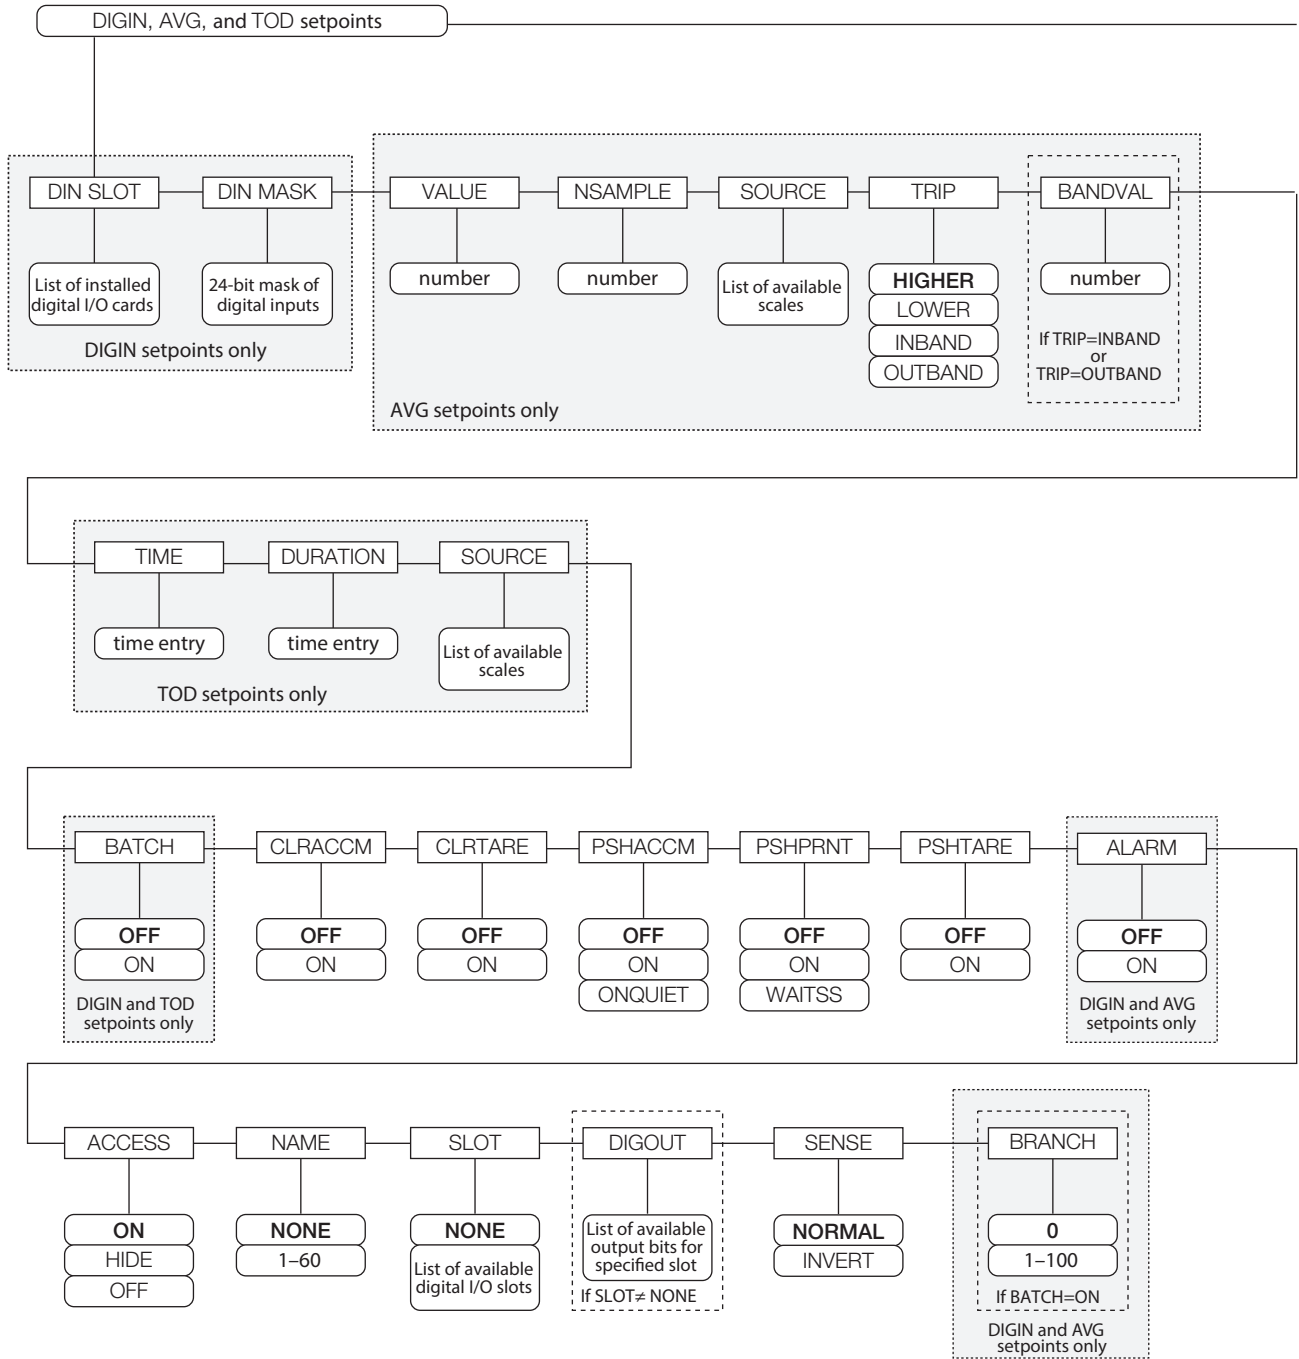 DIGIN, AVG, and TOD setpoints
DIN SLOT
DIN MASK
VALUE
NSAMPLE
SOURCE
TRIP
BANDVAL
List of installed
digital I/O cards
24-bit mask of
digital inputs
number
number
List of available
scales
HIGHER
LOWER
INBAND
OUTBAND
number
If TRIP=INBAND
or
TRIP=OUTBAND
DIGIN setpoints only
AVG setpoints only
TIME
DURATION
SOURCE
time entry
time entry
List of available
scales
TOD setpoints only
BATCH
CLRACCM
CLRTARE
PSHACCM
PSHPRNT
PSHTARE
ALARM
OFF
ON
OFF
ON
OFF
ON
OFF
ON
ONQUIET
OFF
ON
WAITSS
OFF
ON
OFF
ON
DIGIN and TOD
setpoints only
DIGIN and AVG
setpoints only
ACCESS
NAME
SLOT
DIGOUT
SENSE
BRANCH
ON
HIDE
OFF
NONE
1–60
NONE
List of available
digital I/O slots
List of available
output bits for
specified slot
If SLOT≠ NONE
NORMAL
INVERT
0
1–100
If BATCH=ON
DIGIN and AVG
setpoints only